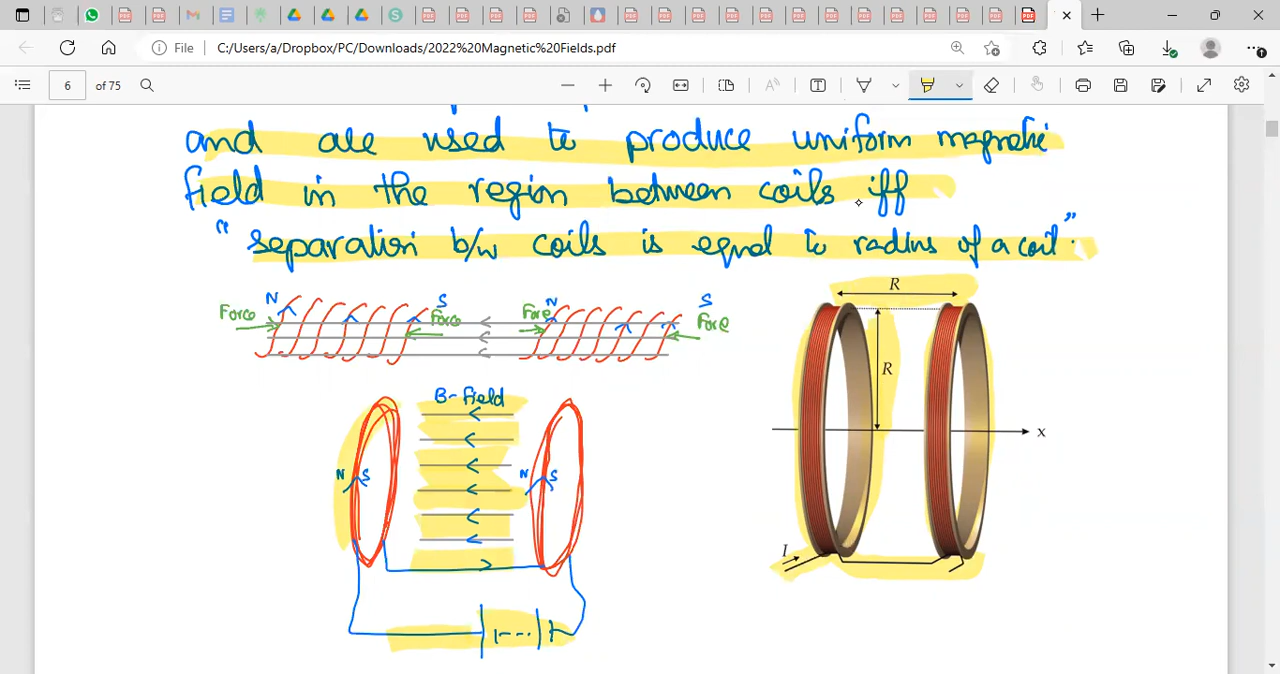 File C:/Users/a/Dropbox/PC/Downloads/2022%20Magnetic%20Fields.pdf
6 of 75
and are used to produce uniform magnetic
field in the region between coils iff
"separation b/w coils is equal to radius of a coil".
R
N S N S
Force Force Force Force
R
B-field
x
N S N S
I